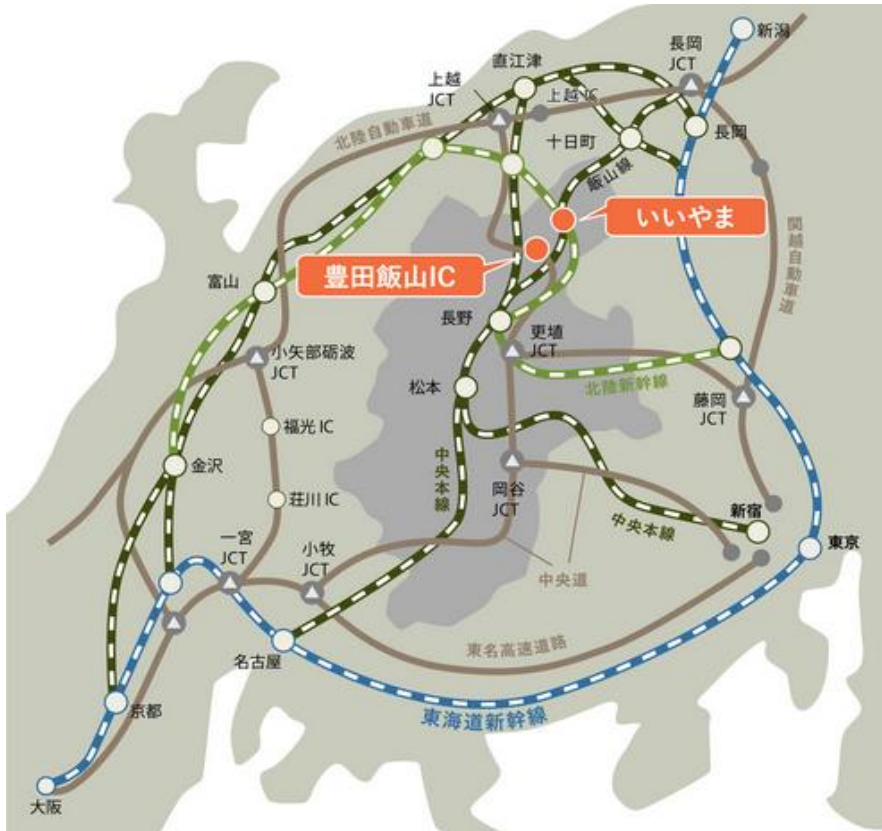 新潟
長岡
JCT
直江津
上越
JCT
上越IC
長岡
十日町
北陸自動車道
飯山線
いいやま
豊田飯山IC
関越自動車道
富山
長野
更埴
JCT
小矢部砺波
JCT
松本
北陸新幹線
藤岡
JCT
福光 IC
金沢
中央本線
岡谷
JCT
荘川 IC
新宿
中央本線
一宮
JCT
小牧
JCT
東京
中央道
東名高速道路
名古屋
京都
東海道新幹線
大阪